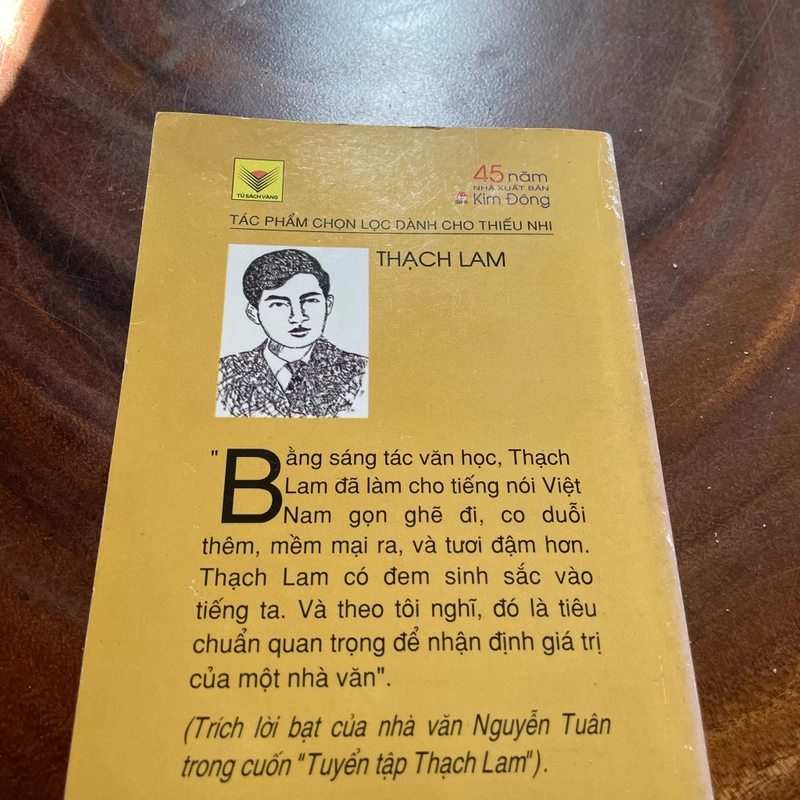 TỦ SÁCH VÀNG
45 năm
NHÀ XUẤT BẢN
Kim Đồng
TÁC PHẨM CHỌN LỌC DÀNH CHO THIẾU NHI
THẠCH LAM
"Bằng sáng tác văn học, Thạch
Lam đã làm cho tiếng nói Việt
Nam gọn ghẽ đi, co duỗi
thêm, mềm mại ra, và tươi đậm hơn.
Thạch Lam có đem sinh sắc vào
tiếng ta. Và theo tôi nghĩ, đó là tiêu
chuẩn quan trọng để nhận định giá trị
của một nhà văn".
(Trích lời bạt của nhà văn Nguyễn Tuân
trong cuốn "Tuyển tập Thạch Lam").